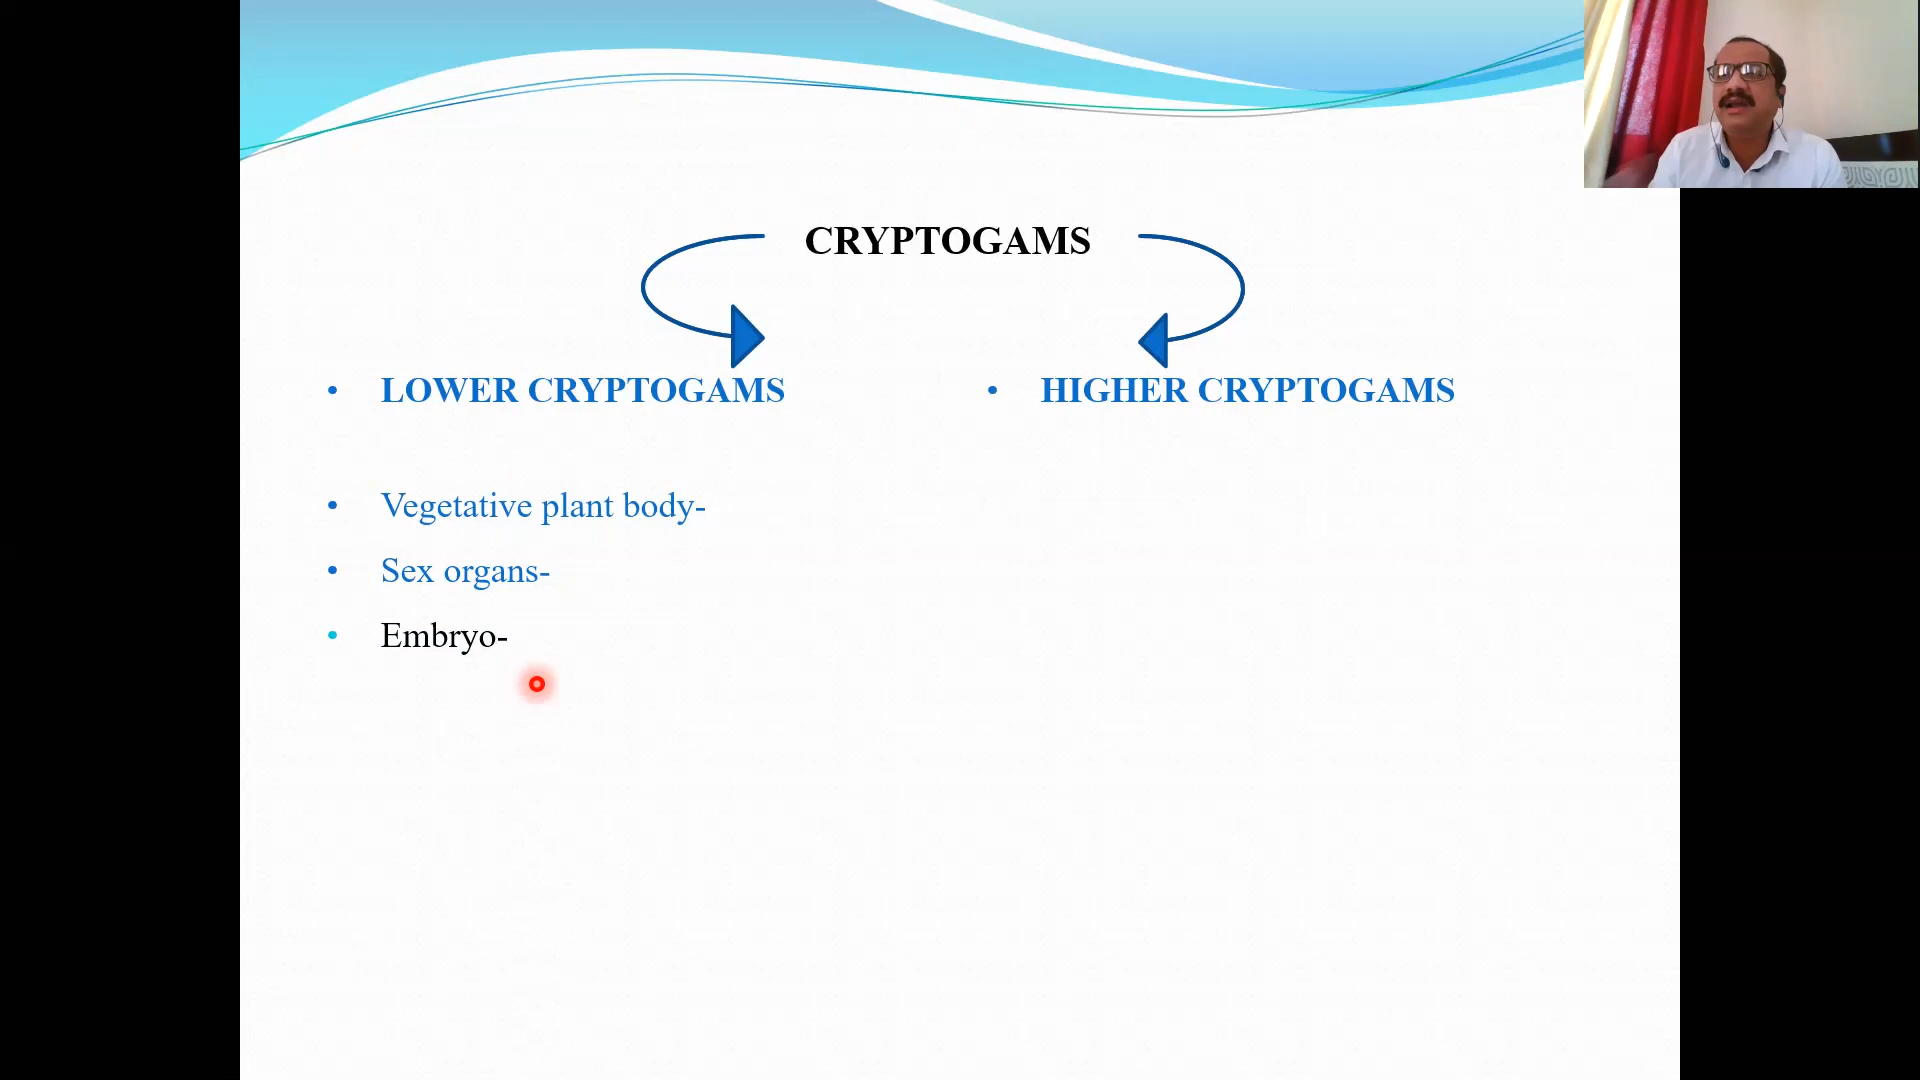 CRYPTOGAMS
• LOWER CRYPTOGAMS
• HIGHER CRYPTOGAMS
• Vegetative plant body-
• Sex organs-
• Embryo-